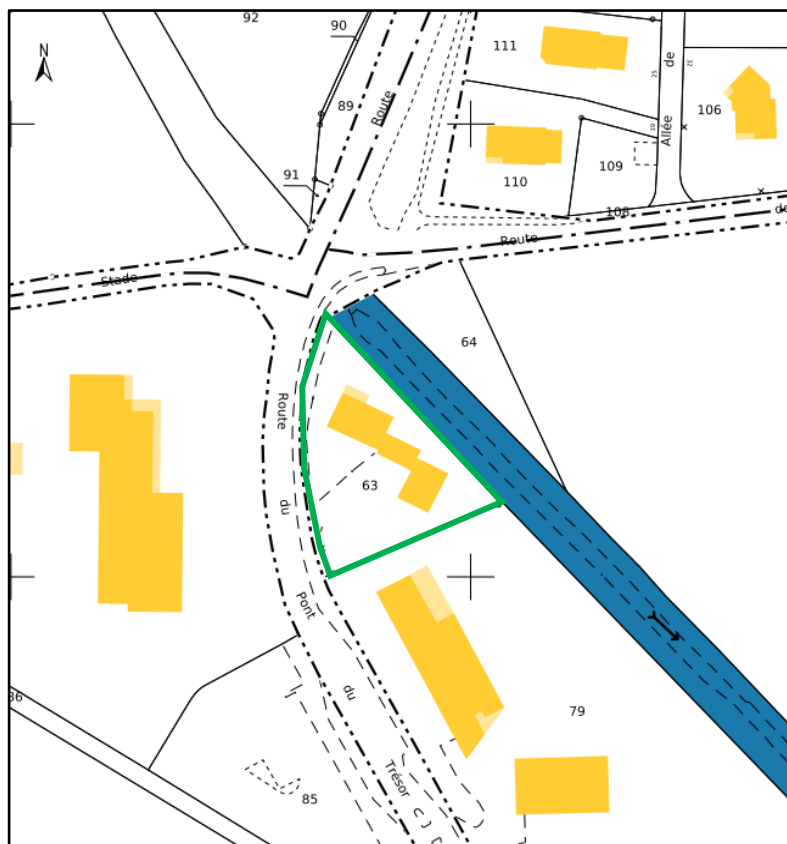 92
90
N
111
de
25
32
89
Route
106
91
19
Allée
109
110
108
Route
de
Stade
64
Route
63
du
Pont
du
86
79
Trésor
85